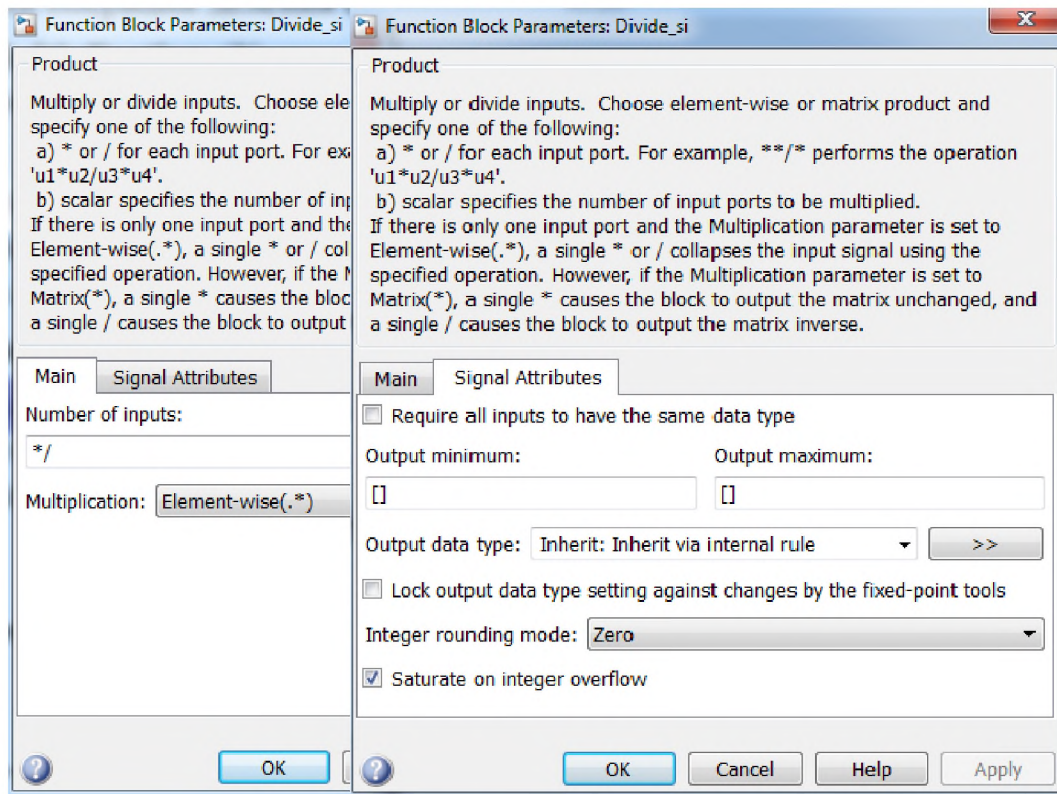 Function Block Parameters: Divide_si
Product
Multiply or divide inputs. Choose ele
specify one of the following:
a) * or / for each input port. For exa
'u1*u2/u3*u4'.
b) scalar specifies the number of inp
If there is only one input port and the
Element-wise(.*), a single * or / coll
specified operation. However, if the M
Matrix(*), a single * causes the bloc
a single / causes the block to output
Main
Signal Attributes
Number of inputs:
*/
Multiplication:
Element-wise(.*)
OK
Function Block Parameters: Divide_si
Product
Multiply or divide inputs. Choose element-wise or matrix product and
specify one of the following:
a) * or / for each input port. For example, **/* performs the operation
'u1*u2/u3*u4'.
b) scalar specifies the number of input ports to be multiplied.
If there is only one input port and the Multiplication parameter is set to
Element-wise(.*), a single * or / collapses the input signal using the
specified operation. However, if the Multiplication parameter is set to
Matrix(*), a single * causes the block to output the matrix unchanged, and
a single / causes the block to output the matrix inverse.
Main
Signal Attributes
Require all inputs to have the same data type
Output minimum:
Output maximum:
[]
[]
Output data type:
Inherit: Inherit via internal rule
>>
Lock output data type setting against changes by the fixed-point tools
Integer rounding mode:
Zero
Saturate on integer overflow
OK
Cancel
Help
Apply